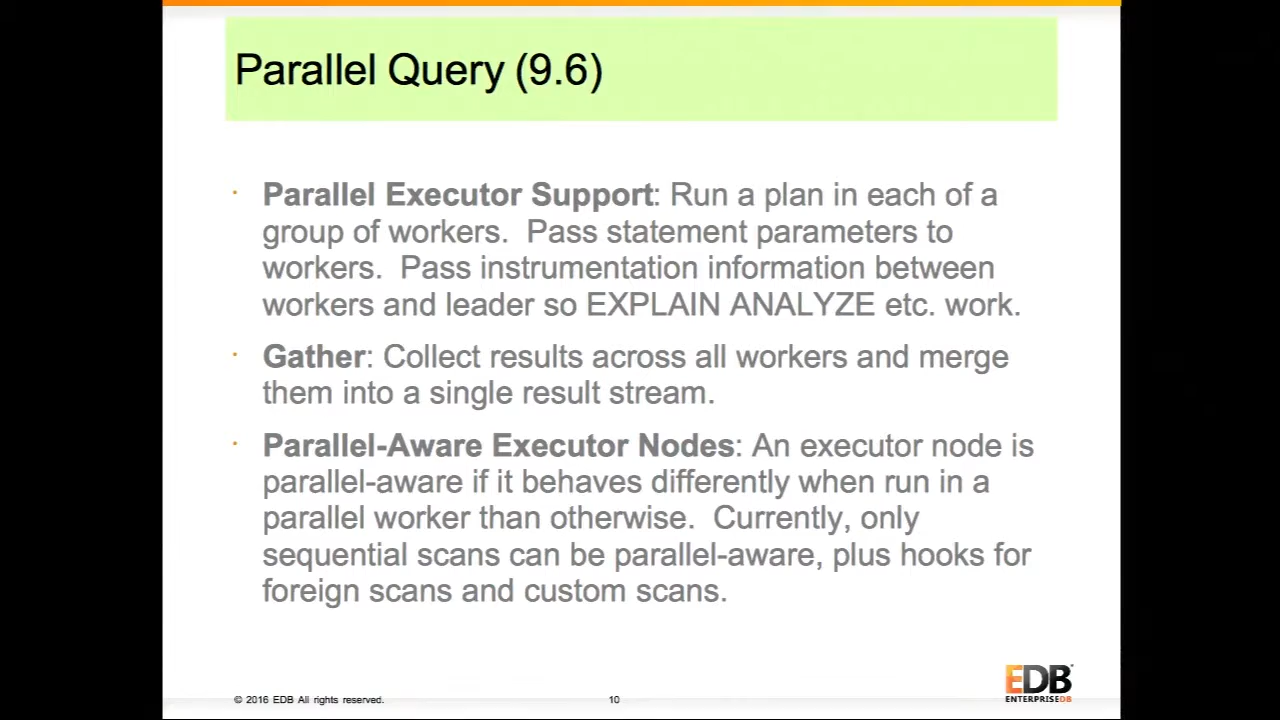 Parallel Query (9.6)
· Parallel Executor Support: Run a plan in each of a
group of workers.  Pass statement parameters to
workers.  Pass instrumentation information between
workers and leader so EXPLAIN ANALYZE etc. work.
· Gather: Collect results across all workers and merge
them into a single result stream.
· Parallel-Aware Executor Nodes: An executor node is
parallel-aware if it behaves differently when run in a
parallel worker than otherwise.  Currently, only
sequential scans can be parallel-aware, plus hooks for
foreign scans and custom scans.
© 2016 EDB All rights reserved.
10
EDB
ENTERPRISEDB